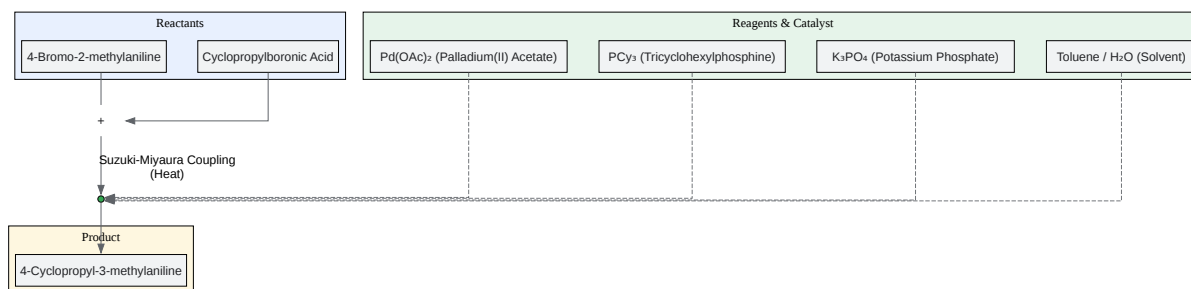 Reactants
4-Bromo-2-methylaniline
Cyclopropylboronic Acid
Reagents & Catalyst
Pd(OAc)₂ (Palladium(II) Acetate)
PCy₃ (Tricyclohexylphosphine)
K₃PO₄ (Potassium Phosphate)
Toluene / H₂O (Solvent)
+
Suzuki-Miyaura Coupling
(Heat)
Product
4-Cyclopropyl-3-methylaniline